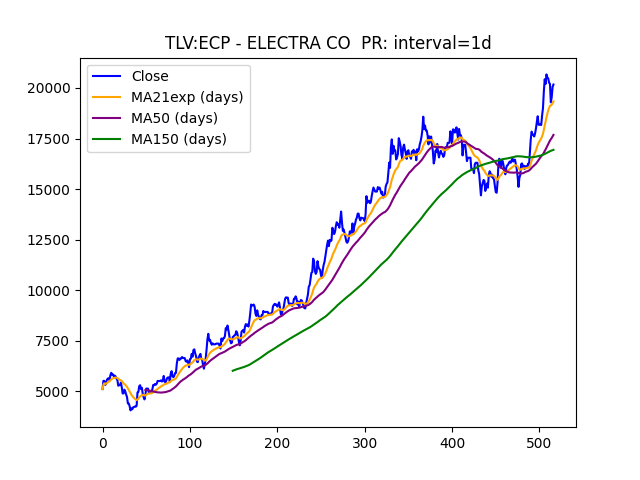 TLV:ECP - ELECTRA CO  PR: interval=1d
Close
MA21exp (days)
MA50 (days)
MA150 (days)
20000
17500
15000
12500
10000
7500
5000
0 100 200 300 400 500